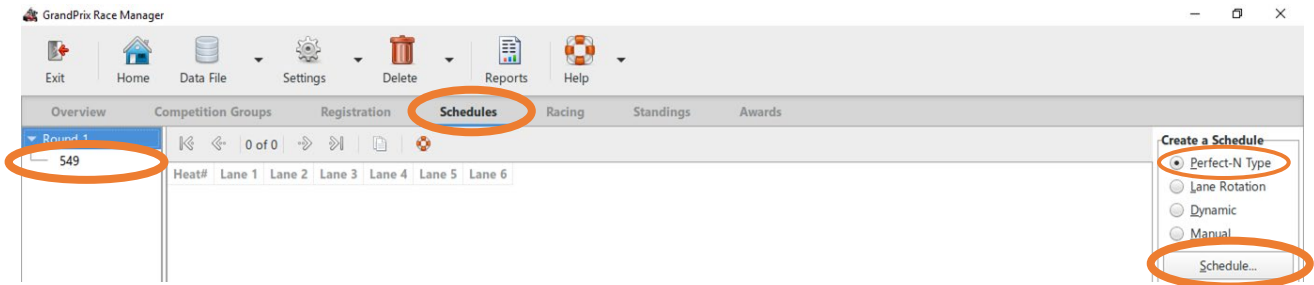 GrandPrix Race Manager
Exit Home Data File Settings Delete Reports Help
Overview Competition Groups Registration Schedules Racing Standings Awards
Round 1
549
0 of 0
Heat# Lane 1 Lane 2 Lane 3 Lane 4 Lane 5 Lane 6
Create a Schedule
Perfect-N Type
Lane Rotation
Dynamic
Manual
Schedule...